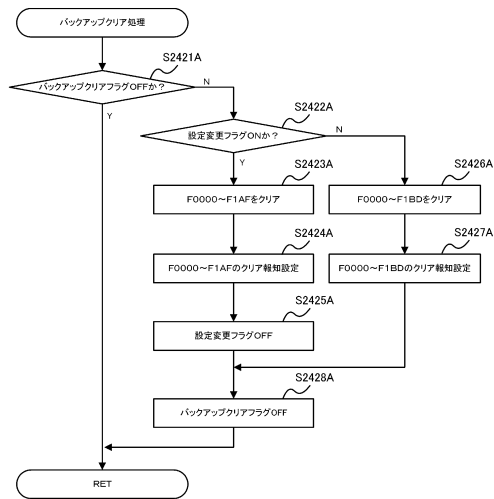 バックアップクリア処理
S2421A
バックアップクリアフラグOFFか？
N
Y
S2422A
設定変更フラグONか？
N
Y
S2423A
F0000～F1AFをクリア
S2426A
F0000～F1BDをクリア
S2424A
F0000～F1AFのクリア報知設定
S2427A
F0000～F1BDのクリア報知設定
S2425A
設定変更フラグOFF
S2428A
バックアップクリアフラグOFF
RET